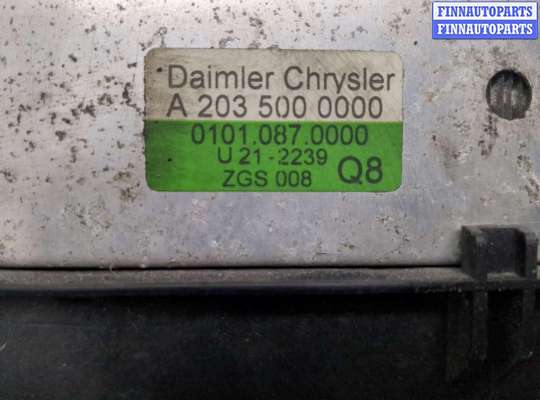 FINNAUTOPARTS
FINNAUTOPARTS
Daimler Chrysler
A 203 500 0000
0101.087.0000
U 21-2239
ZGS 008 Q8